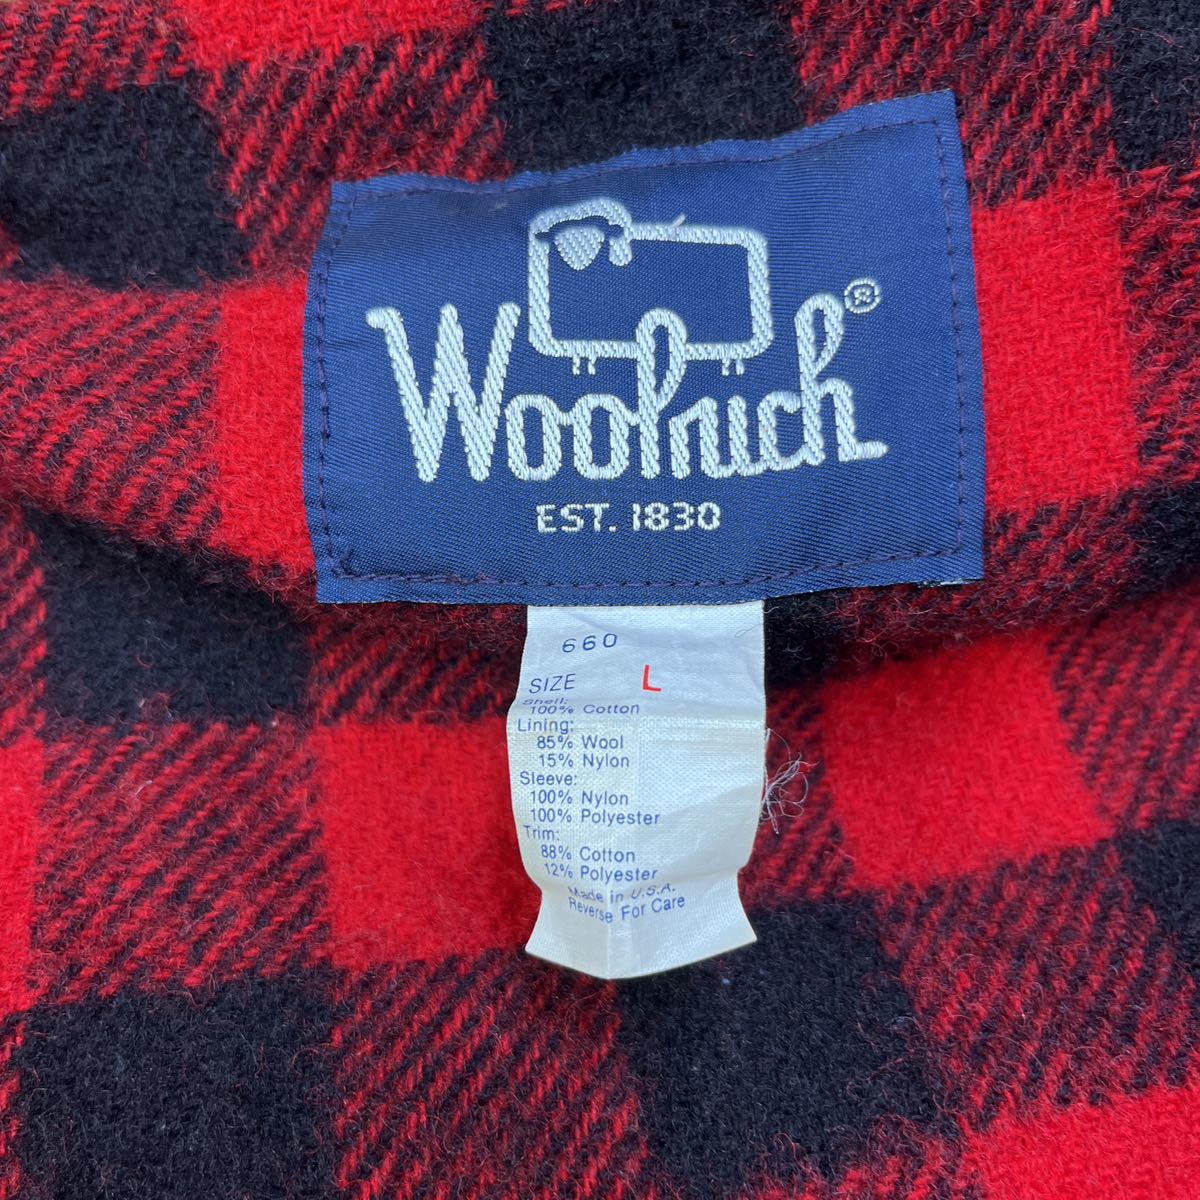 Woolrich®
EST. 1830
660
SIZE L
Shell:
100% Cotton
Lining:
85% Wool
15% Nylon
Sleeve:
100% Nylon
100% Polyester
Trim:
88% Cotton
12% Polyester
Made in U.S.A.
Reverse For Care